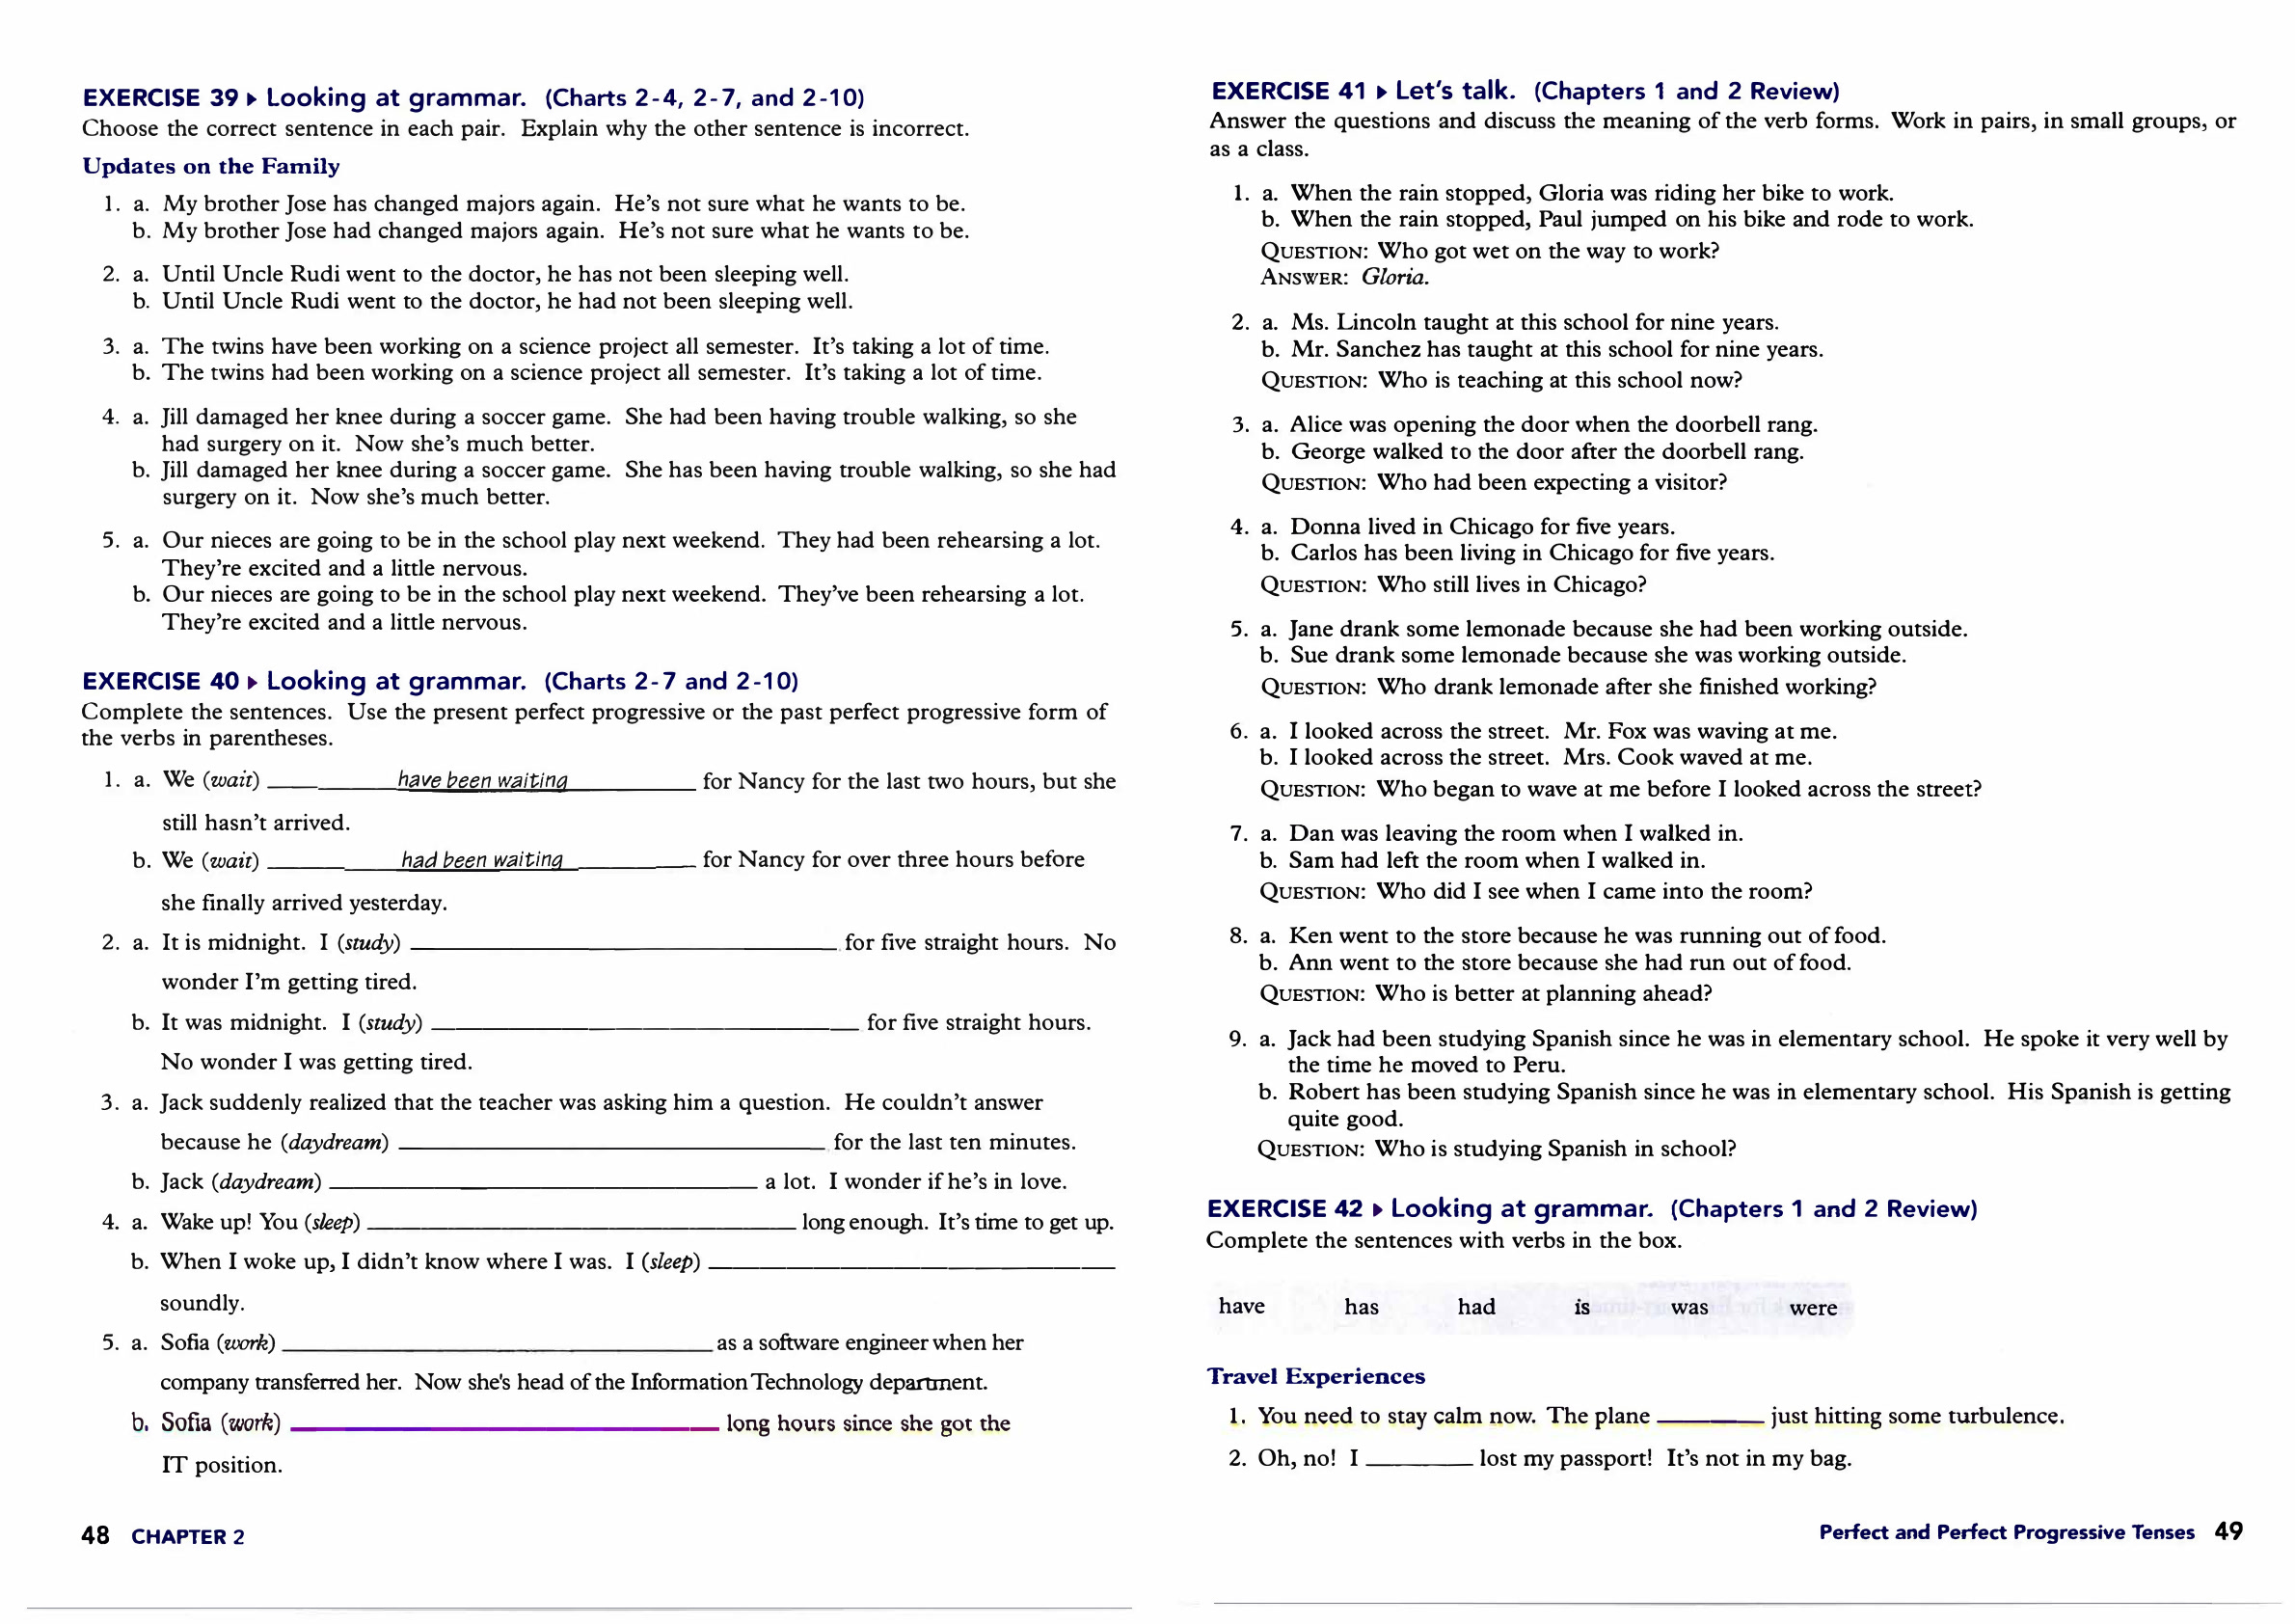 EXERCISE 39 ▸ Looking at grammar. (Charts 2-4, 2-7, and 2-10)
Choose the correct sentence in each pair. Explain why the other sentence is incorrect.
Updates on the Family
1. a. My brother Jose has changed majors again. He's not sure what he wants to be.
b. My brother Jose had changed majors again. He's not sure what he wants to be.
2. a. Until Uncle Rudi went to the doctor, he has not been sleeping well.
b. Until Uncle Rudi went to the doctor, he had not been sleeping well.
3. a. The twins have been working on a science project all semester. It's taking a lot of time.
b. The twins had been working on a science project all semester. It's taking a lot of time.
4. a. Jill damaged her knee during a soccer game. She had been having trouble walking, so she
had surgery on it. Now she's much better.
b. Jill damaged her knee during a soccer game. She has been having trouble walking, so she had
surgery on it. Now she's much better.
5. a. Our nieces are going to be in the school play next weekend. They had been rehearsing a lot.
They're excited and a little nervous.
b. Our nieces are going to be in the school play next weekend. They've been rehearsing a lot.
They're excited and a little nervous.
EXERCISE 40 ▸ Looking at grammar. (Charts 2-7 and 2-10)
Complete the sentences. Use the present perfect progressive or the past perfect progressive form of
the verbs in parentheses.
1. a. We (wait) ______ have been waiting ______ for Nancy for the last two hours, but she
still hasn't arrived.
b. We (wait) ______ had been waiting ______ for Nancy for over three hours before
she finally arrived yesterday.
2. a. It is midnight. I (study) ______ for five straight hours. No
wonder I'm getting tired.
b. It was midnight. I (study) ______ for five straight hours.
No wonder I was getting tired.
3. a. Jack suddenly realized that the teacher was asking him a question. He couldn't answer
because he (daydream) ______ for the last ten minutes.
b. Jack (daydream) ______ a lot. I wonder if he's in love.
4. a. Wake up! You (sleep) ______ long enough. It's time to get up.
b. When I woke up, I didn't know where I was. I (sleep) ______
soundly.
5. a. Sofia (work) ______ as a software engineer when her
company transferred her. Now she's head of the Information Technology department.
b. Sofia (work) ______ long hours since she got the
IT position.
48 CHAPTER 2
EXERCISE 41 ▸ Let's talk. (Chapters 1 and 2 Review)
Answer the questions and discuss the meaning of the verb forms. Work in pairs, in small groups, or
as a class.
1. a. When the rain stopped, Gloria was riding her bike to work.
b. When the rain stopped, Paul jumped on his bike and rode to work.
QUESTION: Who got wet on the way to work?
ANSWER: Gloria.
2. a. Ms. Lincoln taught at this school for nine years.
b. Mr. Sanchez has taught at this school for nine years.
QUESTION: Who is teaching at this school now?
3. a. Alice was opening the door when the doorbell rang.
b. George walked to the door after the doorbell rang.
QUESTION: Who had been expecting a visitor?
4. a. Donna lived in Chicago for five years.
b. Carlos has been living in Chicago for five years.
QUESTION: Who still lives in Chicago?
5. a. Jane drank some lemonade because she had been working outside.
b. Sue drank some lemonade because she was working outside.
QUESTION: Who drank lemonade after she finished working?
6. a. I looked across the street. Mr. Fox was waving at me.
b. I looked across the street. Mrs. Cook waved at me.
QUESTION: Who began to wave at me before I looked across the street?
7. a. Dan was leaving the room when I walked in.
b. Sam had left the room when I walked in.
QUESTION: Who did I see when I came into the room?
8. a. Ken went to the store because he was running out of food.
b. Ann went to the store because she had run out of food.
QUESTION: Who is better at planning ahead?
9. a. Jack had been studying Spanish since he was in elementary school. He spoke it very well by
the time he moved to Peru.
b. Robert has been studying Spanish since he was in elementary school. His Spanish is getting
quite good.
QUESTION: Who is studying Spanish in school?
EXERCISE 42 ▸ Looking at grammar. (Chapters 1 and 2 Review)
Complete the sentences with verbs in the box.
have has had is was were
Travel Experiences
1. You need to stay calm now. The plane ______ just hitting some turbulence.
2. Oh, no! I ______ lost my passport! It's not in my bag.
Perfect and Perfect Progressive Tenses 49